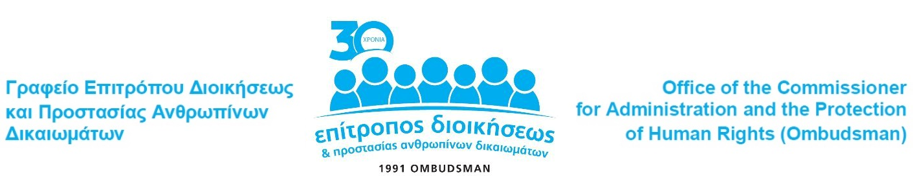 Γραφείο Επιτρόπου Διοικήσεως
και Προστασίας Ανθρωπίνων
Δικαιωμάτων
30
ΧΡΟΝΙΑ
επίτροπος διοικήσεως
& προστασίας ανθρωπίνων δικαιωμάτων
1991 OMBUDSMAN
Office of the Commissioner
for Administration and the Protection
of Human Rights (Ombudsman)